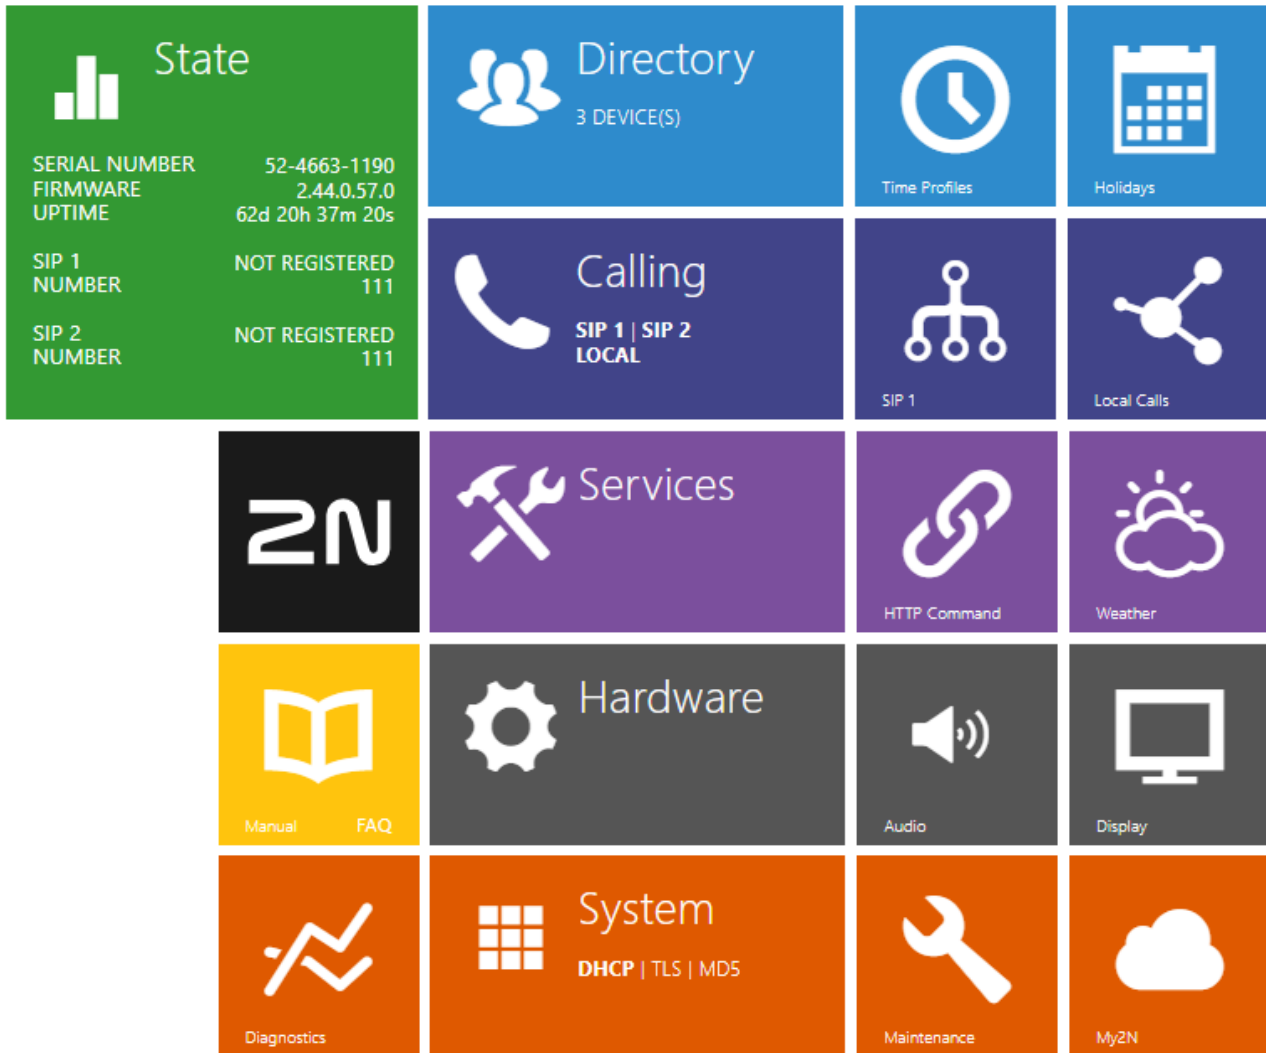 State
SERIAL NUMBER 52-4663-1190
FIRMWARE 2.44.0.57.0
UPTIME 62d 20h 37m 20s
SIP 1 NOT REGISTERED
NUMBER 111
SIP 2 NOT REGISTERED
NUMBER 111
Directory
3 DEVICE(S)
Time Profiles
Holidays
Calling
SIP 1 | SIP 2
LOCAL
SIP 1
Local Calls
2N
Services
HTTP Command
Weather
Manual FAQ
Hardware
Audio
Display
Diagnostics
System
DHCP | TLS | MD5
Maintenance
My2N